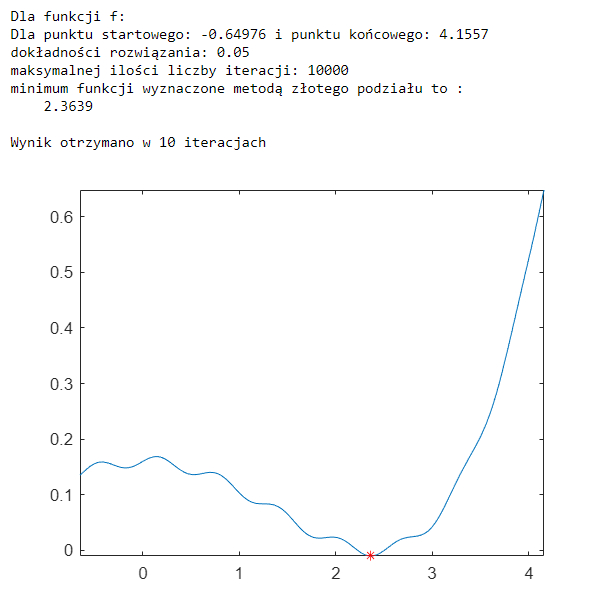 Dla funkcji f:
Dla punktu startowego: -0.64976 i punktu końcowego: 4.1557
dokładności rozwiązania: 0.05
maksymalnej ilości liczby iteracji: 10000
minimum funkcji wyznaczone metodą złotego podziału to :
2.3639
Wynik otrzymano w 10 iteracjach
0.6
0.5
0.4
0.3
0.2
0.1
0
0 1 2 3 4